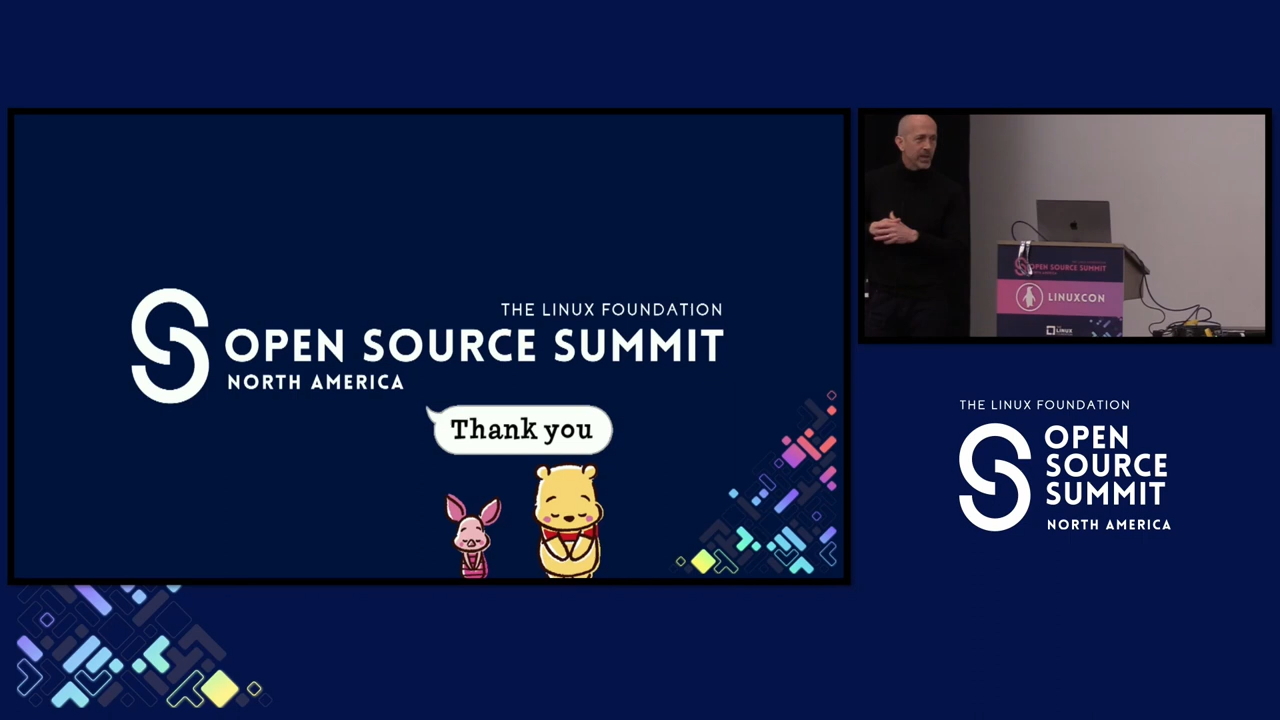 THE LINUX FOUNDATION
OPEN SOURCE SUMMIT
NORTH AMERICA
Thank you
OPEN SOURCE SUMMIT
LINUXCON
LINUX
THE LINUX FOUNDATION
OPEN
SOURCE
SUMMIT
NORTH AMERICA